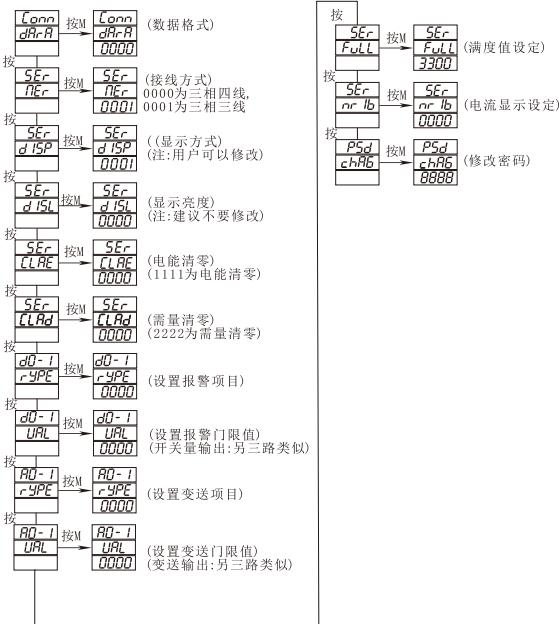 Conn 按M Conn
dArA dArA (数据格式)
0000
按
SEr 按M SEr (接线方式)
nEr nEr 0000为三相四线,
0001 0001为三相三线
按
SEr 按M SEr ((显示方式)
dISP dISP (注:用户可以修改)
0001
按
SEr 按M SEr (显示亮度)
dISL dISL (注:建议不要修改)
0000
按
SEr 按M SEr (电能清零)
CLAE CLAE (1111为电能清零)
0000
按
SEr 按M SEr (需量清零)
CLAd CLAd (2222为需量清零)
0000
按
dO-1 按M dO-1
rYPE rYPE (设置报警项目)
0000
按
dO-1 按M dO-1 (设置报警门限值)
UAL UAL (开关量输出:另三路类似)
0000
按
AO-1 按M AO-1
rYPE rYPE (设置变送项目)
0000
按
AO-1 按M AO-1 (设置变送门限值)
UAL UAL (变送输出:另三路类似)
0000
按
SEr 按M SEr
FuLL FuLL (满度值设定)
3300
按
SEr 按M SEr
nr Ib nr Ib (电流显示设定)
0000
按
PSd 按M PSd
chAG chAG (修改密码)
8888